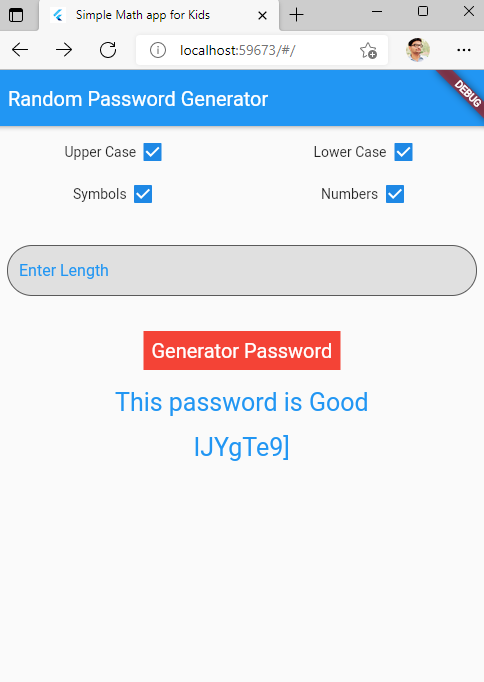 Simple Math app for Kids
localhost:59673/#/
Random Password Generator
DEBUG
Upper Case
Lower Case
Symbols
Numbers
Enter Length
Generator Password
This password is Good
IJYgTe9]